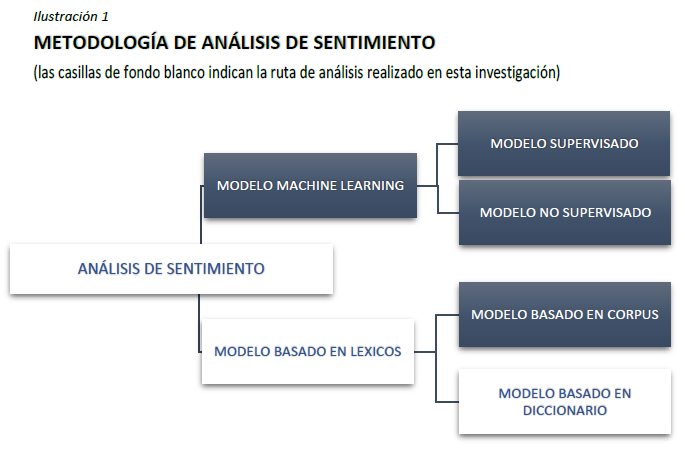 Ilustración 1
METODOLOGÍA DE ANÁLISIS DE SENTIMIENTO
(las casillas de fondo blanco indican la ruta de análisis realizado en esta investigación)
MODELO SUPERVISADO
MODELO MACHINE LEARNING
MODELO NO SUPERVISADO
ANÁLISIS DE SENTIMIENTO
MODELO BASADO EN CORPUS
MODELO BASADO EN LEXICOS
MODELO BASADO EN
DICCIONARIO